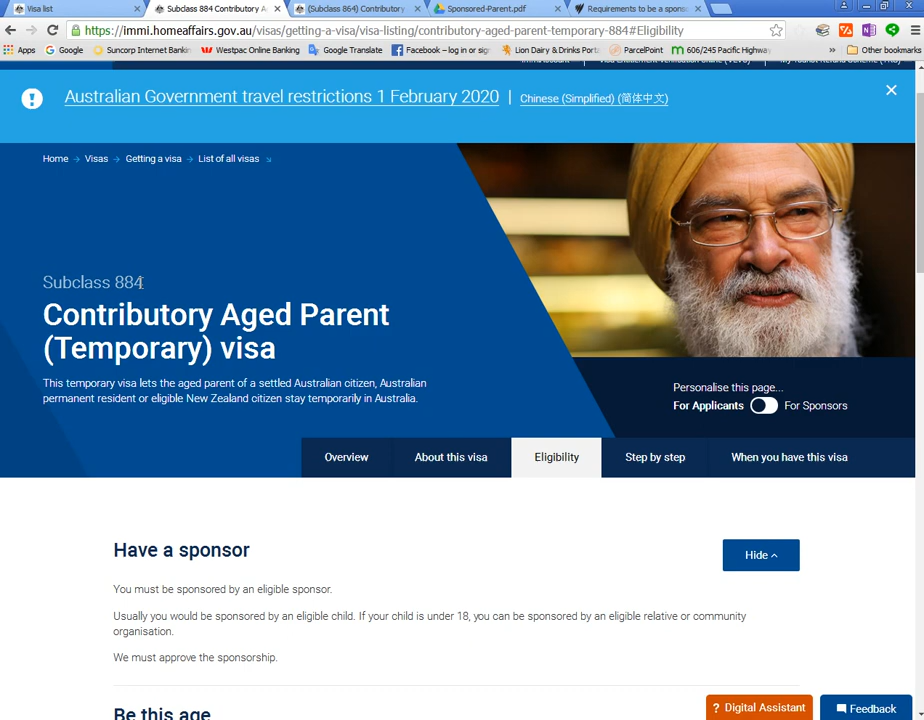 Visa list
Subclass 884 Contributory A
(Subclass 864) Contributory
Sponsored-Parent.pdf
Requirements to be a spons
https://immi.homeaffairs.gov.au/visas/getting-a-visa/visa-listing/contributory-aged-parent-temporary-884#Eligibility
Apps
Google
Suncorp Internet Bankin
Westpac Online Banking
Google Translate
Facebook – log in or sig
Lion Dairy & Drinks Porta
ParcelPoint
606/245 Pacific Highway
»
Other bookmarks
Australian Government travel restrictions 1 February 2020 | Chinese (Simplified) (简体中文)
Home → Visas → Getting a visa → List of all visas
Subclass 884
Contributory Aged Parent
(Temporary) visa
This temporary visa lets the aged parent of a settled Australian citizen, Australian
permanent resident or eligible New Zealand citizen stay temporarily in Australia.
Personalise this page...
For Applicants
For Sponsors
Overview
About this visa
Eligibility
Step by step
When you have this visa
Have a sponsor
Hide
You must be sponsored by an eligible sponsor.
Usually you would be sponsored by an eligible child. If your child is under 18, you can be sponsored by an eligible relative or community
organisation.
We must approve the sponsorship.
Be this age
? Digital Assistant
Feedback